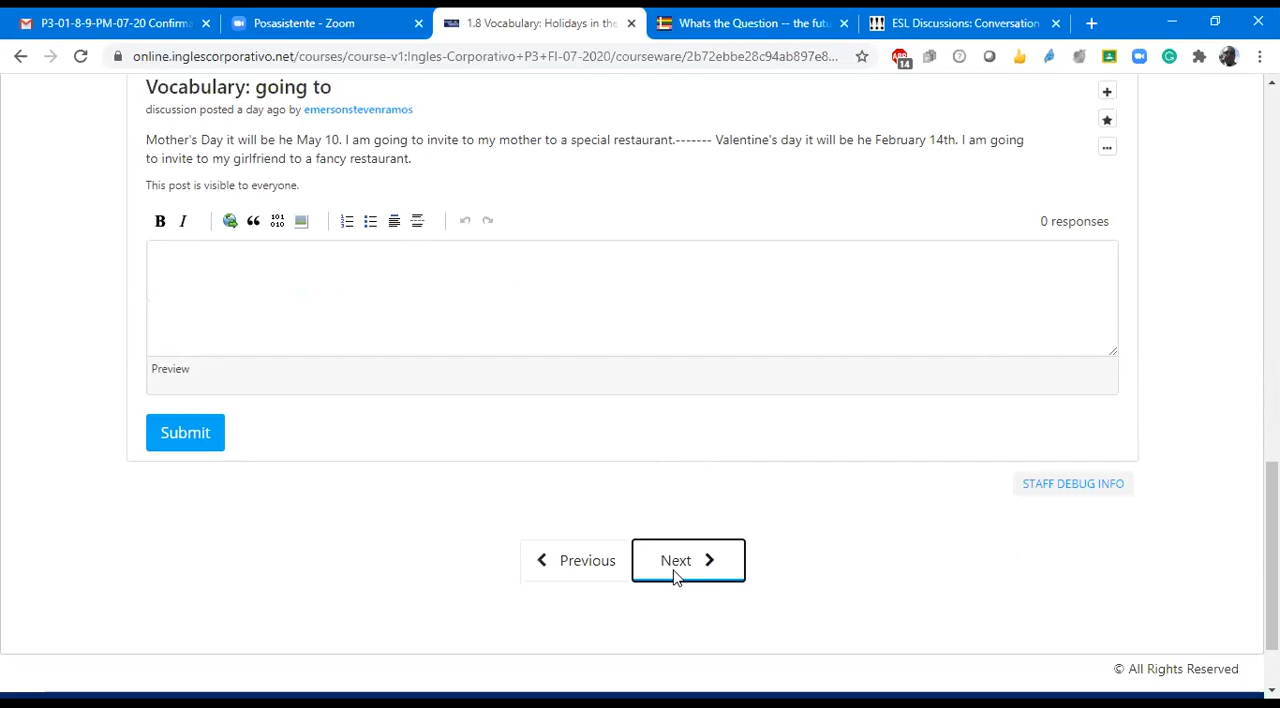 P3-01-8-9-PM-07-20 Confirma
Posasistente - Zoom
1.8 Vocabulary: Holidays in the
Whats the Question -- the futu
ESL Discussions: Conversation
online.inglescorporativo.net/courses/course-v1:Ingles-Corporativo+P3+FI-07-2020/courseware/2b72ebbe28c94ab897e8...
14
Vocabulary: going to
discussion posted a day ago by emersonstevenramos
Mother's Day it will be he May 10. I am going to invite to my mother to a special restaurant.------- Valentine's day it will be he February 14th. I am going
to invite to my girlfriend to a fancy restaurant.
This post is visible to everyone.
B I 101 010
0 responses
Preview
Submit
STAFF DEBUG INFO
Previous
Next
© All Rights Reserved